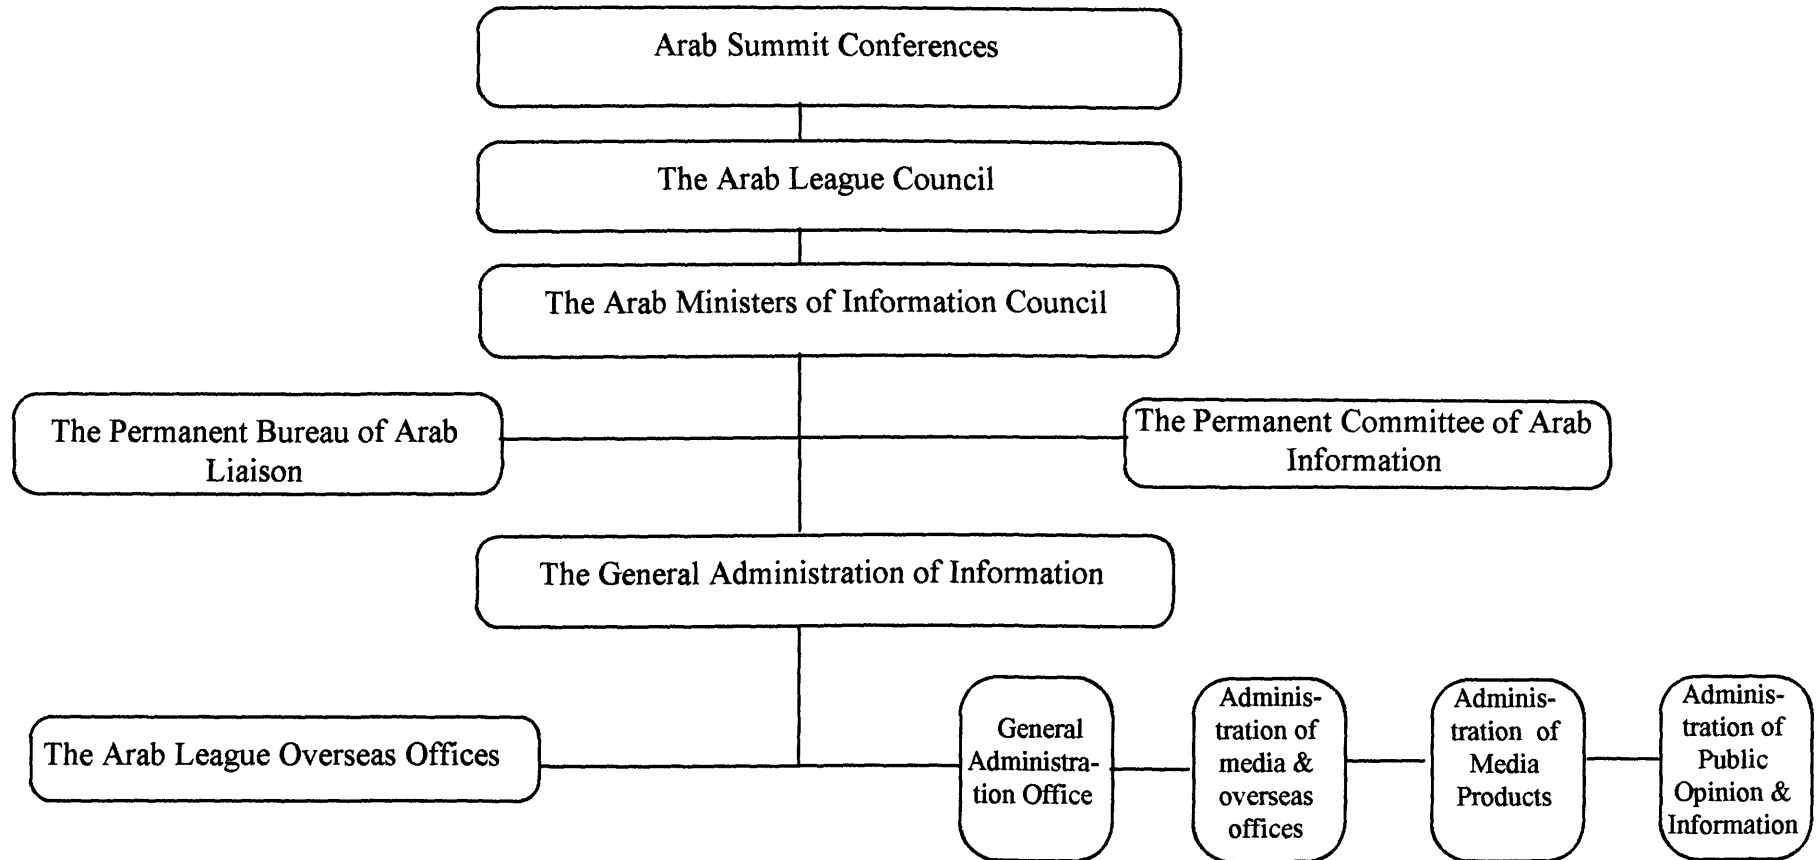 Arab Summit Conferences
The Arab League Council
The Arab Ministers of Information Council
The Permanent Bureau of Arab
Liaison
The Permanent Committee of Arab
Information
The General Administration of Information
The Arab League Overseas Offices
General
Administra-
tion Office
Adminis-
tration of
media &
overseas
offices
Adminis-
tration of
Media
Products
Adminis-
tration of
Public
Opinion &
Information